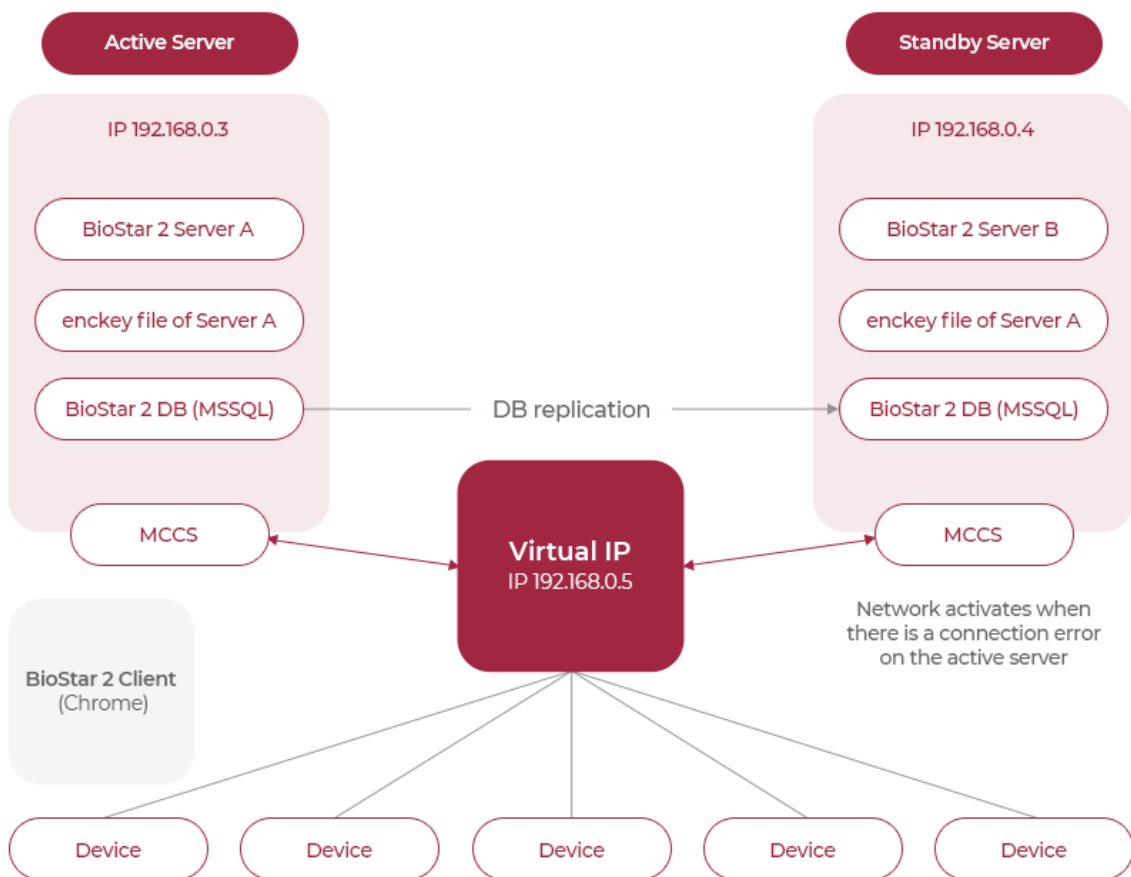 Active Server
Standby Server
IP 192.168.0.3
IP 192.168.0.4
BioStar 2 Server A
BioStar 2 Server B
enckey file of Server A
enckey file of Server A
BioStar 2 DB (MSSQL)
DB replication
BioStar 2 DB (MSSQL)
MCCS
MCCS
Virtual IP
IP 192.168.0.5
Network activates when
there is a connection error
on the active server
BioStar 2 Client
(Chrome)
Device
Device
Device
Device
Device